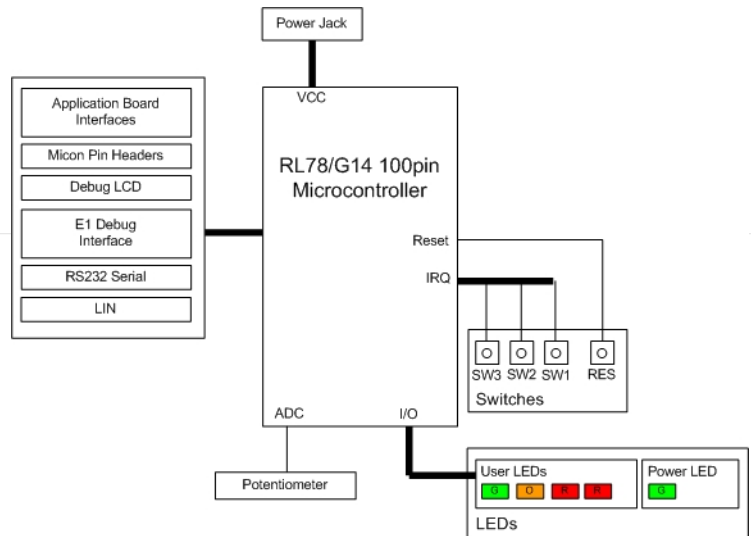 Power Jack
VCC
RL78/G14 100pin
Microcontroller
Application Board
Interfaces
Micon Pin Headers
Debug LCD
E1 Debug
Interface
RS232 Serial
LIN
Reset
IRQ
SW3 SW2 SW1 RES
Switches
ADC
I/O
Potentiometer
User LEDs
G O R R
Power LED
G
LEDs